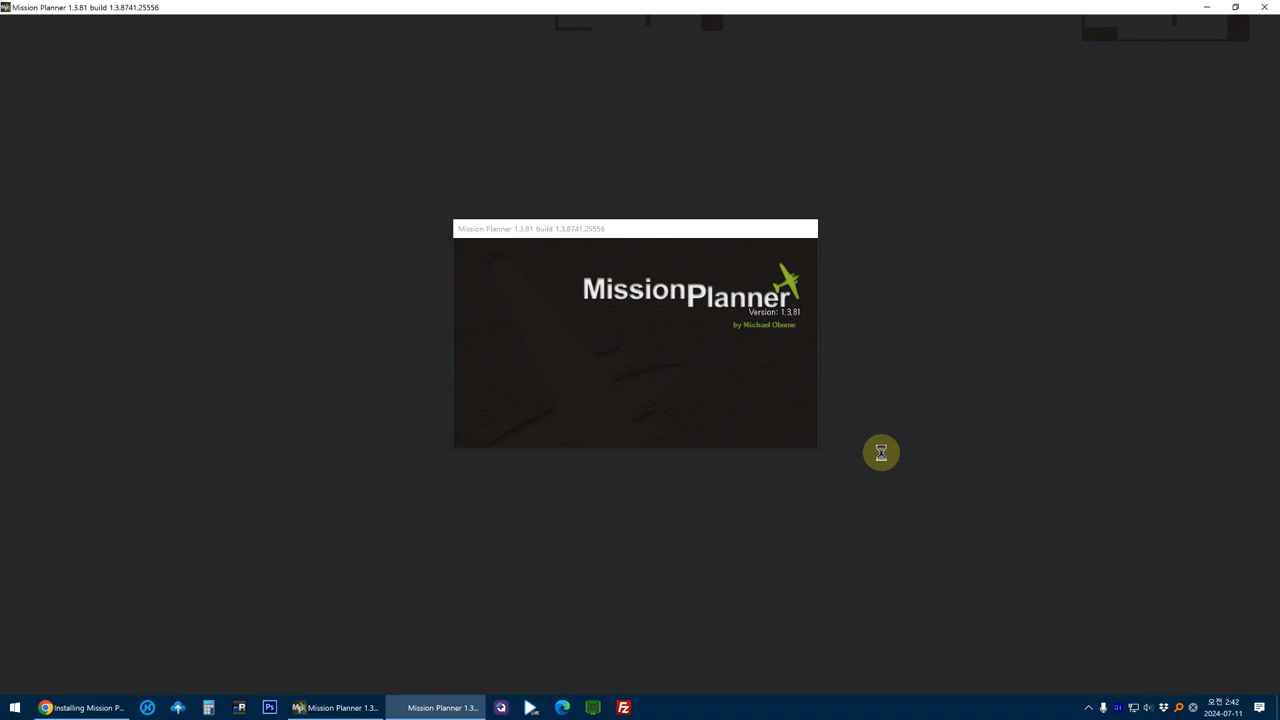 Mission Planner 1.3.81 build 1.3.8741.25556
Mission Planner 1.3.81 build 1.3.8741.25556
MissionPlanner
Version: 1.3.81
by Michael Oborne
Installing Mission P...
Mission Planner 1.3...
Mission Planner 1.3...
오전 2:42
2024-07-11